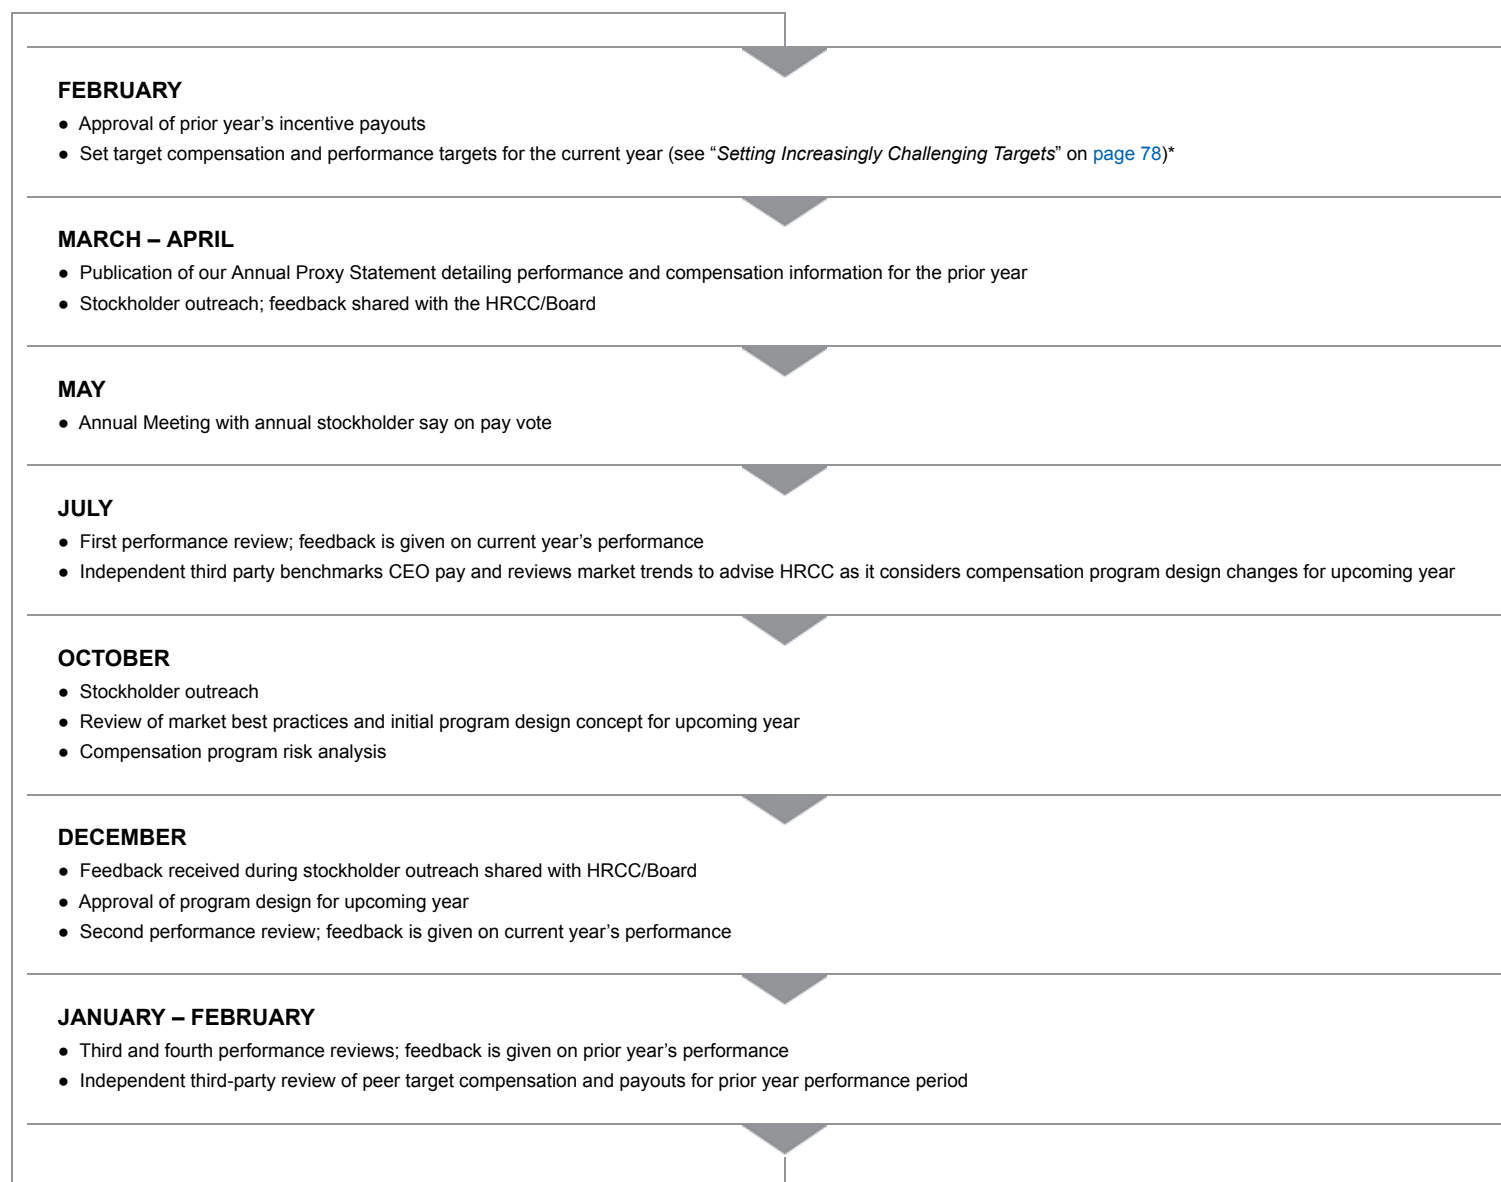 FEBRUARY
● Approval of prior year’s incentive payouts
● Set target compensation and performance targets for the current year (see “Setting Increasingly Challenging Targets” on page 78)*
MARCH – APRIL
● Publication of our Annual Proxy Statement detailing performance and compensation information for the prior year
● Stockholder outreach; feedback shared with the HRCC/Board
MAY
● Annual Meeting with annual stockholder say on pay vote
JULY
● First performance review; feedback is given on current year’s performance
● Independent third party benchmarks CEO pay and reviews market trends to advise HRCC as it considers compensation program design changes for upcoming year
OCTOBER
● Stockholder outreach
● Review of market best practices and initial program design concept for upcoming year
● Compensation program risk analysis
DECEMBER
● Feedback received during stockholder outreach shared with HRCC/Board
● Approval of program design for upcoming year
● Second performance review; feedback is given on current year’s performance
JANUARY – FEBRUARY
● Third and fourth performance reviews; feedback is given on prior year’s performance
● Independent third-party review of peer target compensation and payouts for prior year performance period